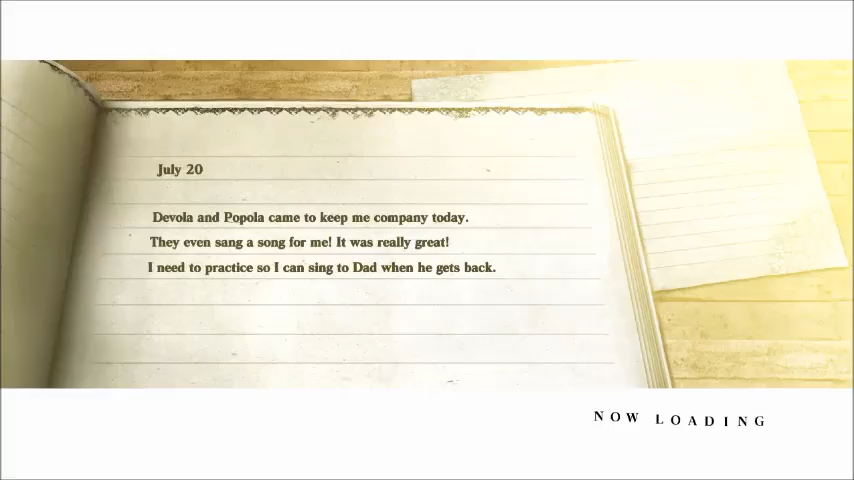 July 20
Devola and Popola came to keep me company today.
They even sang a song for me! It was really great!
I need to practice so I can sing to Dad when he gets back.
NOW LOADING